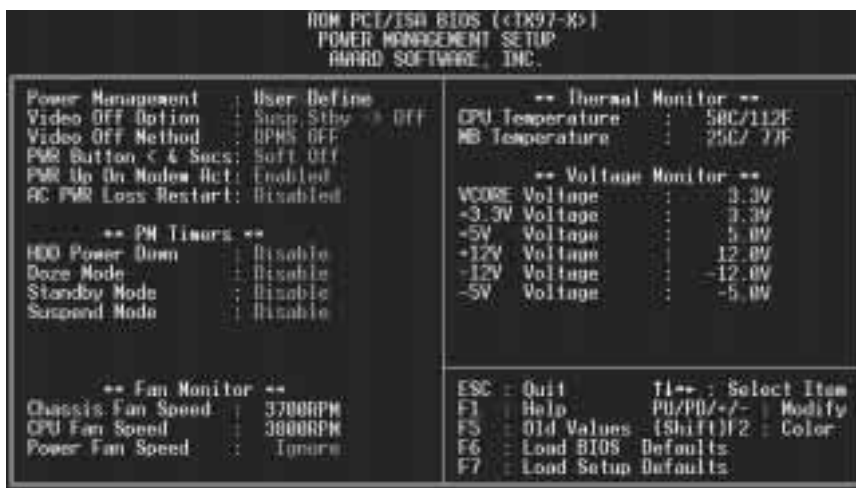 ROM PCI/ISA BIOS (<TX97-X>)
POWER MANAGEMENT SETUP
AWARD SOFTWARE, INC.
Power Management : User Define
Video Off Option : Susp,Stby -> Off
Video Off Method : DPMS OFF
PWR Button < 4 Secs: Soft Off
PWR Up On Modem Act: Enabled
AC PWR Loss Restart: Disabled
** PM Timers **
HDD Power Down : Disable
Doze Mode : Disable
Standby Mode : Disable
Suspend Mode : Disable
** Fan Monitor **
Chassis Fan Speed : 3700RPM
CPU Fan Speed : 3800RPM
Power Fan Speed : Ignore
** Thermal Monitor **
CPU Temperature : 50C/112F
MB Temperature : 25C/ 77F
** Voltage Monitor **
VCORE Voltage : 3.3V
+3.3V Voltage : 3.3V
+5V Voltage : 5.0V
+12V Voltage : 12.0V
-12V Voltage : -12.0V
-5V Voltage : -5.0V
ESC : Quit ↑↓→← : Select Item
F1 : Help PU/PD/+/- : Modify
F5 : Old Values (Shift)F2 : Color
F6 : Load BIOS Defaults
F7 : Load Setup Defaults